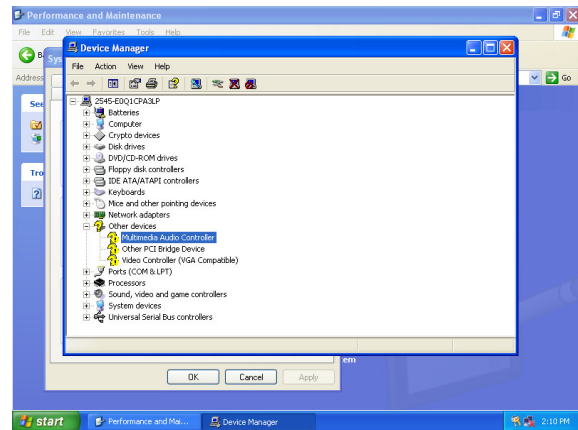 Performance and Maintenance
File Edit View Favorites Tools Help
Device Manager
Sys
File Action View Help
Address
Go
See
Tro
2545-E0Q1CPA3LP
Batteries
Computer
Crypto devices
Disk drives
DVD/CD-ROM drives
Floppy disk controllers
IDE ATA/ATAPI controllers
Keyboards
Mice and other pointing devices
Network adapters
Other devices
Multimedia Audio Controller
Other PCI Bridge Device
Video Controller (VGA Compatible)
Ports (COM & LPT)
Processors
Sound, video and game controllers
System devices
Universal Serial Bus controllers
em
OK Cancel Apply
start Performance and Mai... Device Manager 2:10 PM